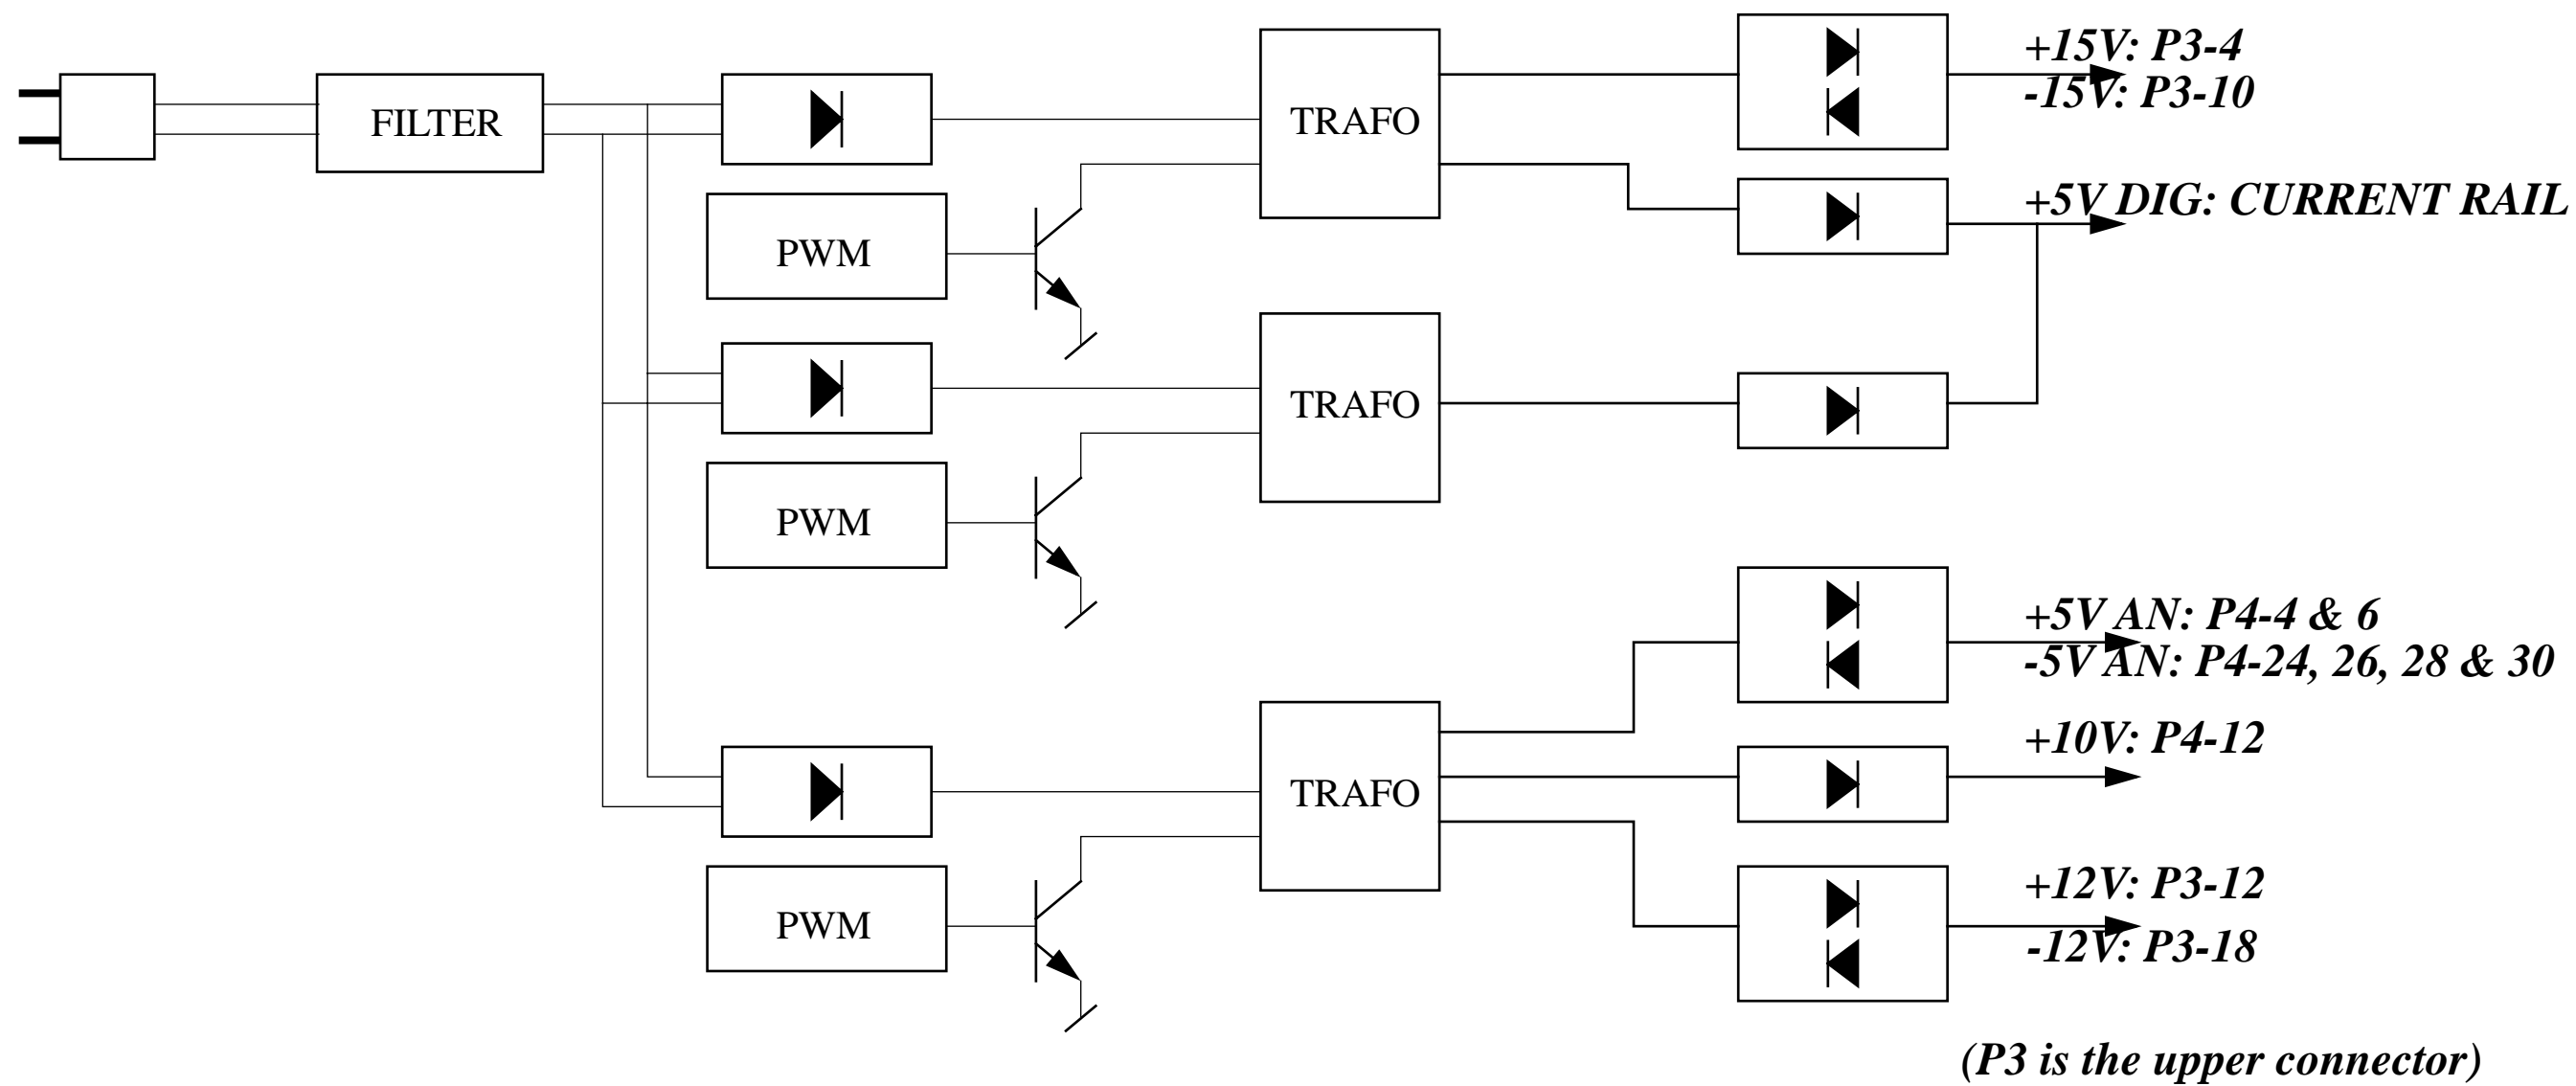 FILTER
TRAFO
+15V: P3-4
-15V: P3-10
+5V DIG: CURRENT RAIL
PWM
TRAFO
PWM
+5V AN: P4-4 & 6
-5V AN: P4-24, 26, 28 & 30
+10V: P4-12
TRAFO
+12V: P3-12
PWM
-12V: P3-18
(P3 is the upper connector)